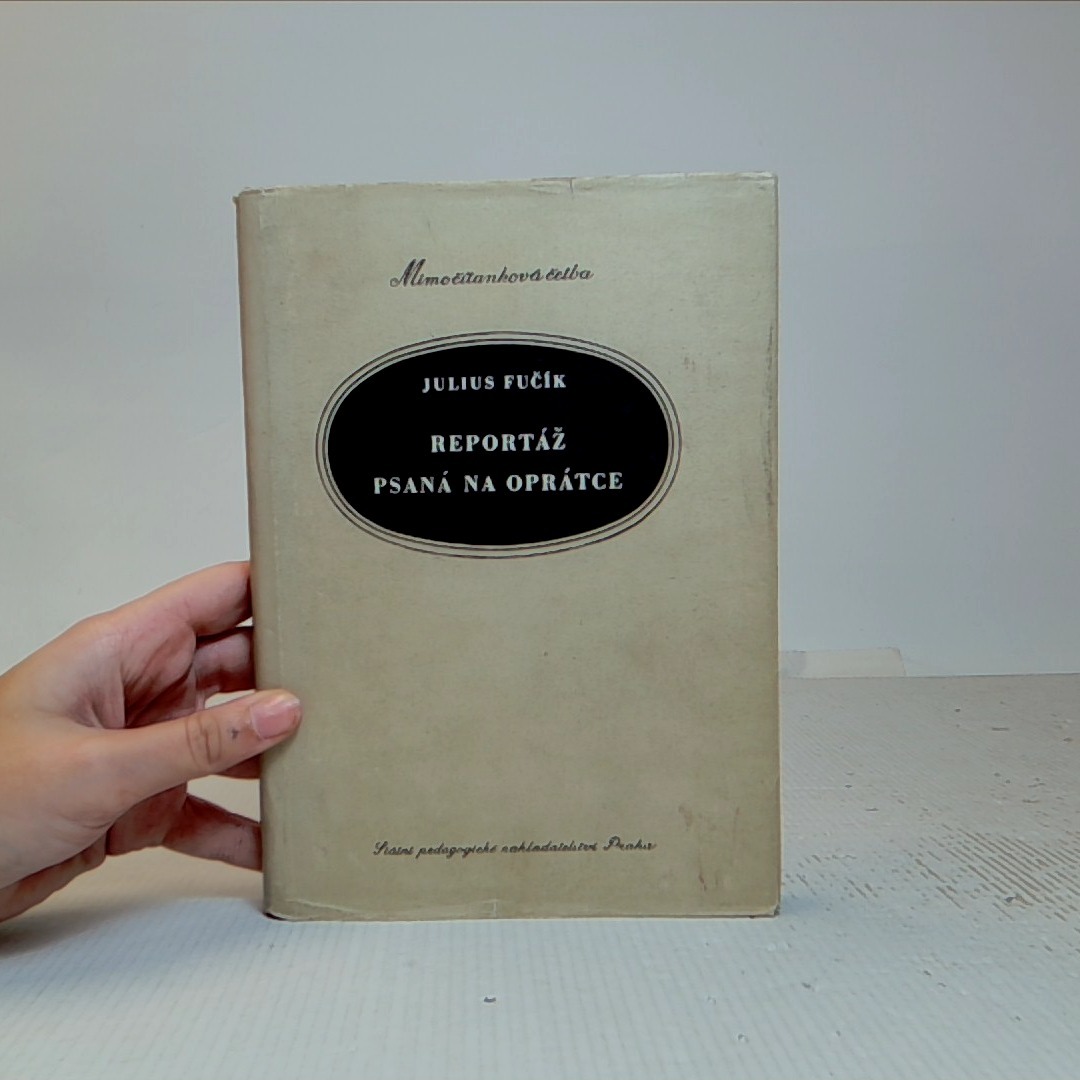 Mimočítanková četba
JULIUS FUČÍK
REPORTÁŽ
PSANÁ NA OPRÁTCE
Státní pedagogické nakladatelství Praha